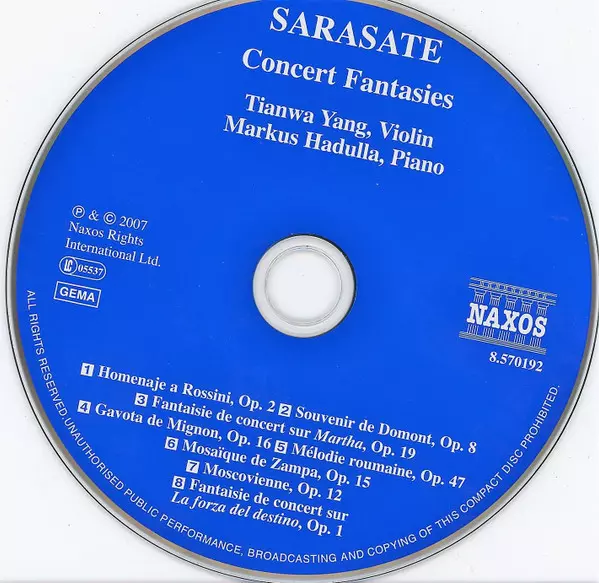 SARASATE
Concert Fantasies
Tianwa Yang, Violin
Markus Hadulla, Piano
℗ & © 2007
Naxos Rights
International Ltd.
LC 05537
GEMA
NAXOS
8.570192
1 Homenaje a Rossini, Op. 2 2 Souvenir de Domont, Op. 8
3 Fantaisie de concert sur Martha, Op. 19
4 Gavota de Mignon, Op. 16 5 Mélodie roumaine, Op. 47
6 Mosaïque de Zampa, Op. 15
7 Moscovienne, Op. 12
8 Fantaisie de concert sur
La forza del destino, Op. 1
ALL RIGHTS RESERVED.UNAUTHORISED PUBLIC PERFORMANCE, BROADCASTING AND COPYING OF THIS COMPACT DISC PROHIBITED.